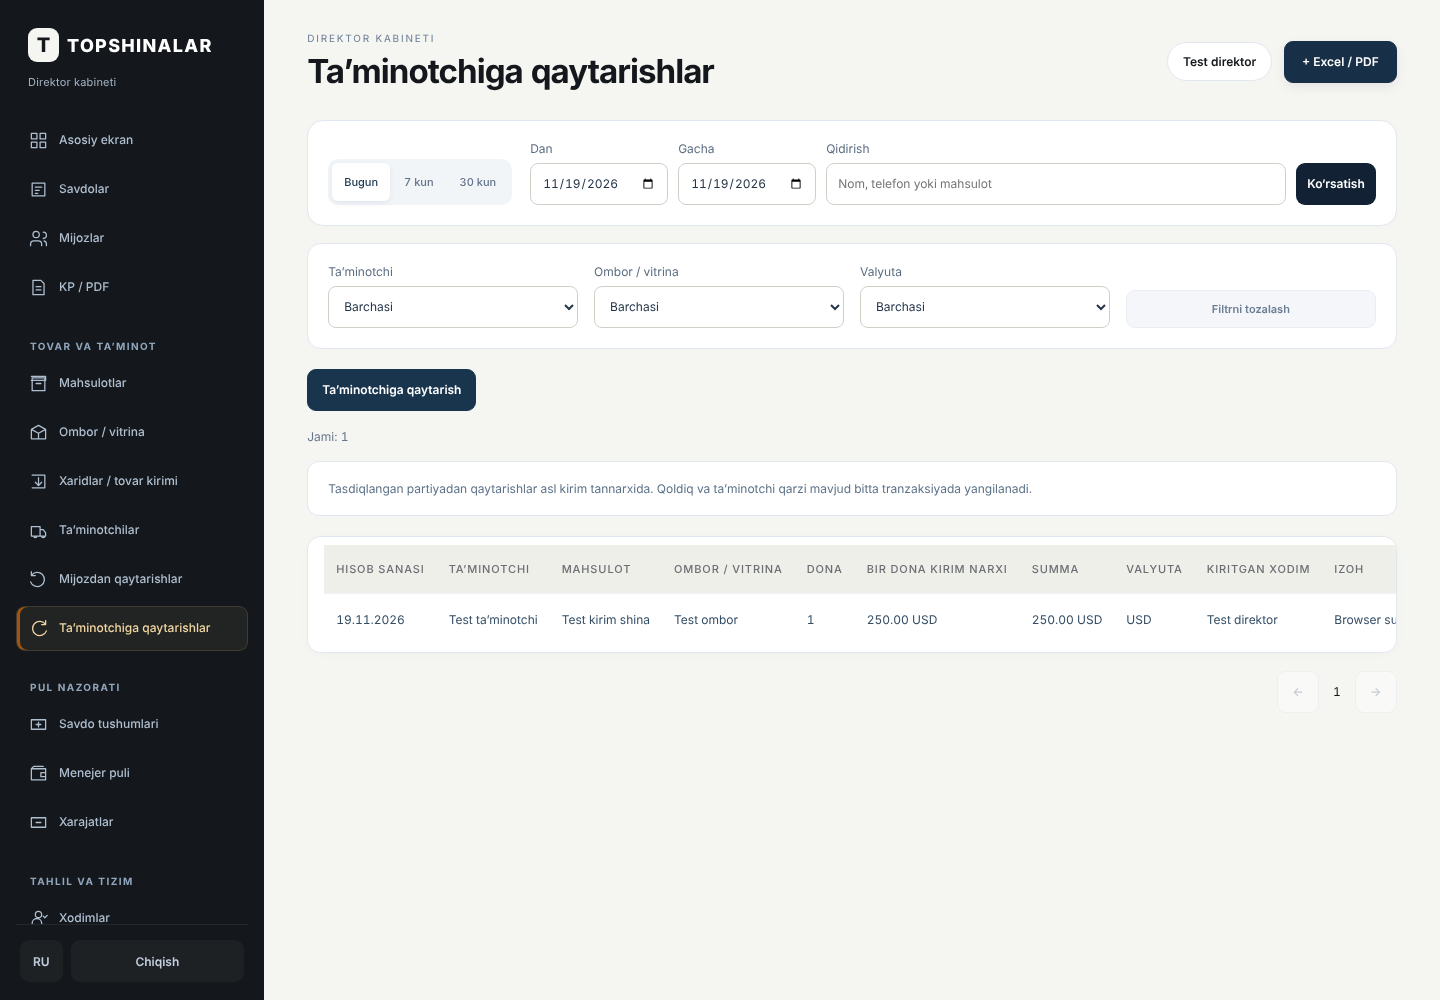 T TOPSHINALAR
Direktor kabineti
Asosiy ekran
Savdolar
Mijozlar
KP / PDF
TOVAR VA TA’MINOT
Mahsulotlar
Ombor / vitrina
Xaridlar / tovar kirimi
Ta’minotchilar
Mijozdan qaytarishlar
Ta’minotchiga qaytarishlar
PUL NAZORATI
Savdo tushumlari
Menejer puli
Xarajatlar
TAHLIL VA TIZIM
Xodimlar
RU Chiqish
DIREKTOR KABINETI
Ta’minotchiga qaytarishlar
Test direktor + Excel / PDF
Dan Gacha Qidirish
Bugun 7 kun 30 kun 11/19/2026 11/19/2026 Nom, telefon yoki mahsulot Ko‘rsatish
Ta’minotchi Ombor / vitrina Valyuta
Barchasi Barchasi Barchasi Filtrni tozalash
Ta’minotchiga qaytarish
Jami: 1
Tasdiqlangan partiyadan qaytarishlar asl kirim tannarxida. Qoldiq va ta’minotchi qarzi mavjud bitta tranzaksiyada yangilanadi.
HISOB SANASI TA’MINOTCHI MAHSULOT OMBOR / VITRINA DONA BIR DONA KIRIM NARXI SUMMA VALYUTA KIRITGAN XODIM IZOH
19.11.2026 Test ta’minotchi Test kirim shina Test ombor 1 250.00 USD 250.00 USD USD Test direktor Browser su
← 1 →